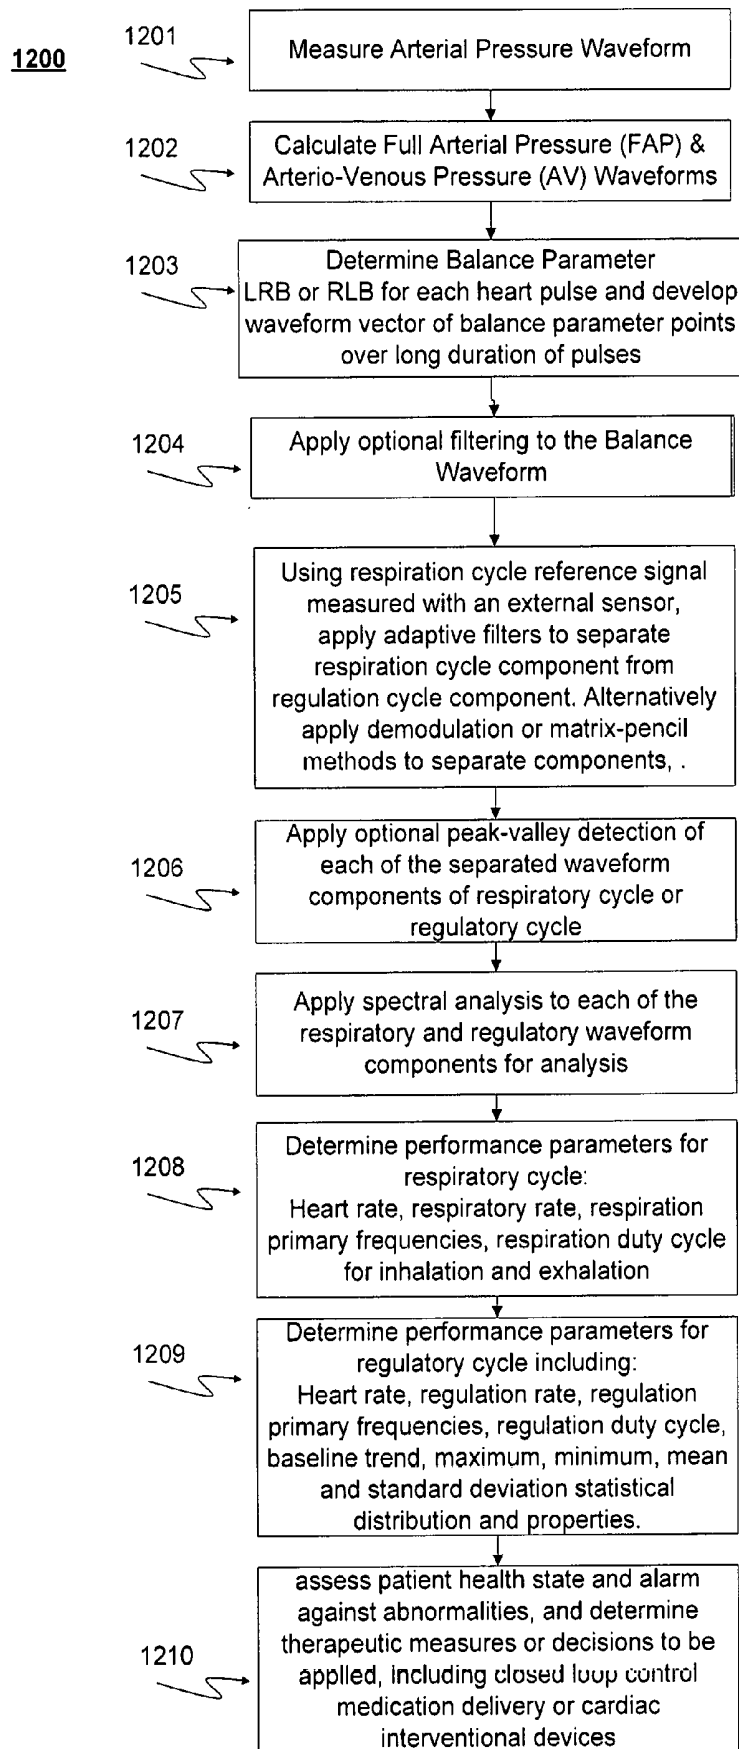 1200
1201
Measure Arterial Pressure Waveform
1202
Calculate Full Arterial Pressure (FAP) &
Arterio-Venous Pressure (AV) Waveforms
1203
Determine Balance Parameter
LRB or RLB for each heart pulse and develop
waveform vector of balance parameter points
over long duration of pulses
1204
Apply optional filtering to the Balance
Waveform
1205
Using respiration cycle reference signal
measured with an external sensor,
apply adaptive filters to separate
respiration cycle component from
regulation cycle component. Alternatively
apply demodulation or matrix-pencil
methods to separate components, .
1206
Apply optional peak-valley detection of
each of the separated waveform
components of respiratory cycle or
regulatory cycle
1207
Apply spectral analysis to each of the
respiratory and regulatory waveform
components for analysis
1208
Determine performance parameters for
respiratory cycle:
Heart rate, respiratory rate, respiration
primary frequencies, respiration duty cycle
for inhalation and exhalation
1209
Determine performance parameters for
regulatory cycle including:
Heart rate, regulation rate, regulation
primary frequencies, regulation duty cycle,
baseline trend, maximum, minimum, mean
and standard deviation statistical
distribution and properties.
1210
assess patient health state and alarm
against abnormalities, and determine
therapeutic measures or decisions to be
applied, including closed loop control
medication delivery or cardiac
interventional devices